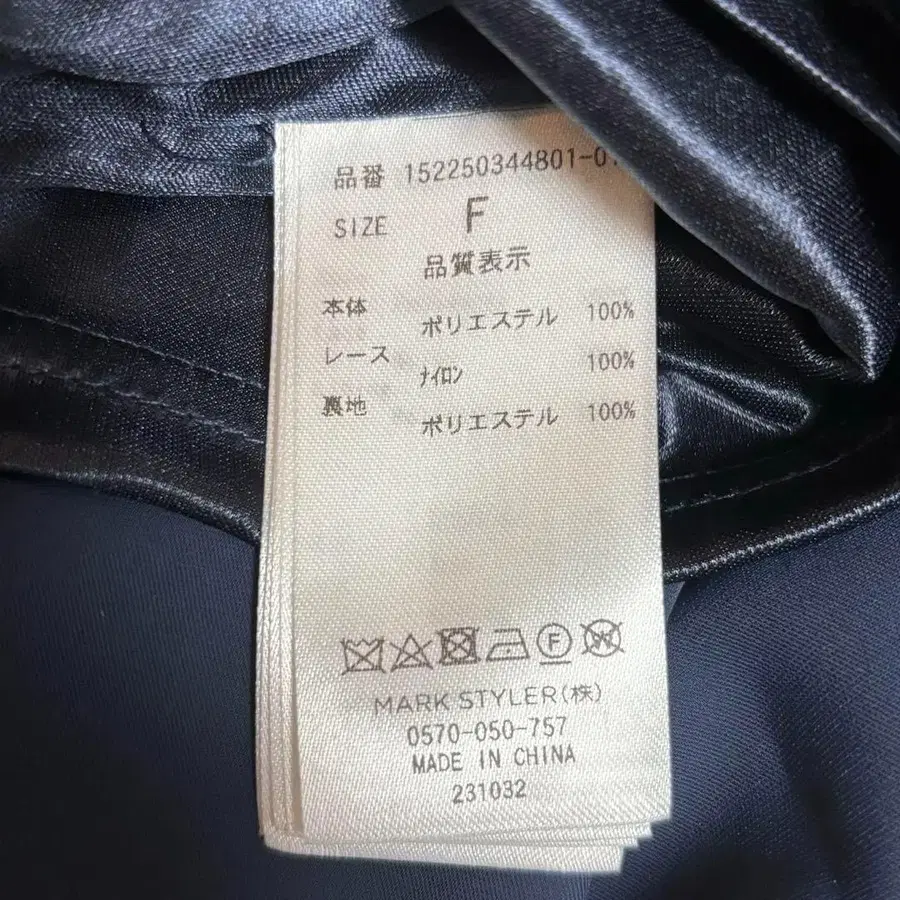 品番 152250344801-0
SIZE F
品質表示
本体 ポリエステル 100%
レース ﾅｲﾛﾝ 100%
裏地 ポリエステル 100%
F W
MARK STYLER(株)
0570-050-757
MADE IN CHINA
231032